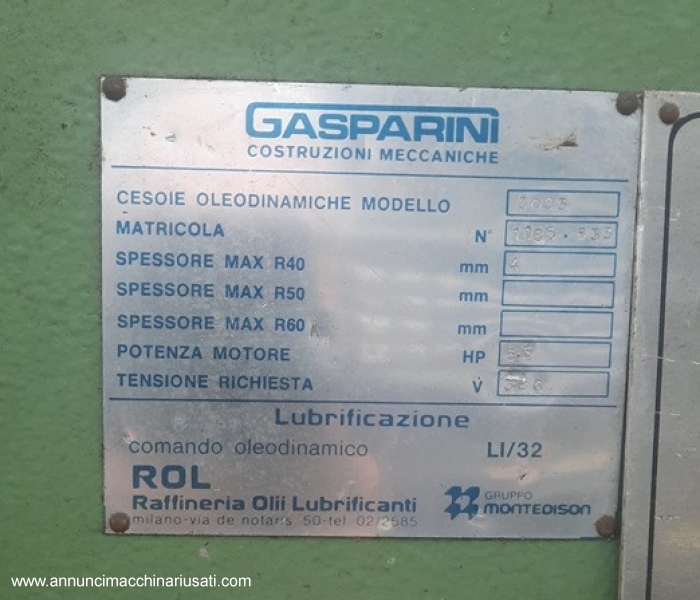 GASPARINI
COSTRUZIONI MECCANICHE
CESOIE OLEODINAMICHE MODELLO
MATRICOLA N°
SPESSORE MAX R40 mm 4
SPESSORE MAX R50 mm
SPESSORE MAX R60 mm
POTENZA MOTORE HP
TENSIONE RICHIESTA V
Lubrificazione
comando oleodinamico LI/32
ROL
Raffineria Olii Lubrificanti
milano-via de notaris, 50-tel 02/2585
GRUPPO
MONTEDISON
www.annuncimacchinariusati.com